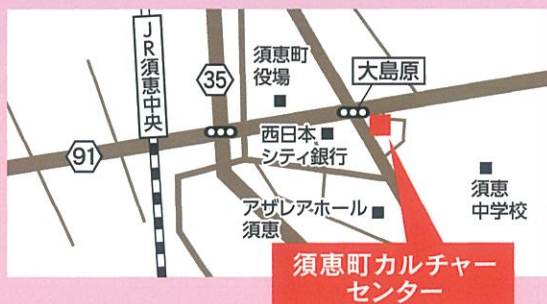 JR須恵中央
35
須恵町
役場
大島原
91
西日本
シティ銀行
須恵
中学校
アザレアホール
須恵
須恵町カルチャー
センター